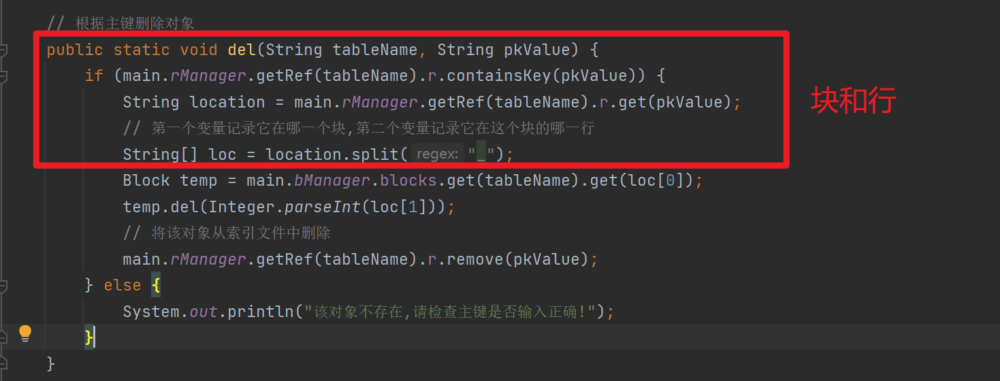 // 根据主键删除对象
public static void del(String tableName, String pkValue) {
if (main.rManager.getRef(tableName).r.containsKey(pkValue)) {
String location = main.rManager.getRef(tableName).r.get(pkValue);
块和行
// 第一个变量记录它在哪一个块,第二个变量记录它在这个块的哪一行
String[] loc = location.split( regex: "_");
Block temp = main.bManager.blocks.get(tableName).get(loc[0]);
temp.del(Integer.parseInt(loc[1]));
// 将该对象从索引文件中删除
main.rManager.getRef(tableName).r.remove(pkValue);
} else {
System.out.println("该对象不存在,请检查主键是否输入正确!");
}
}